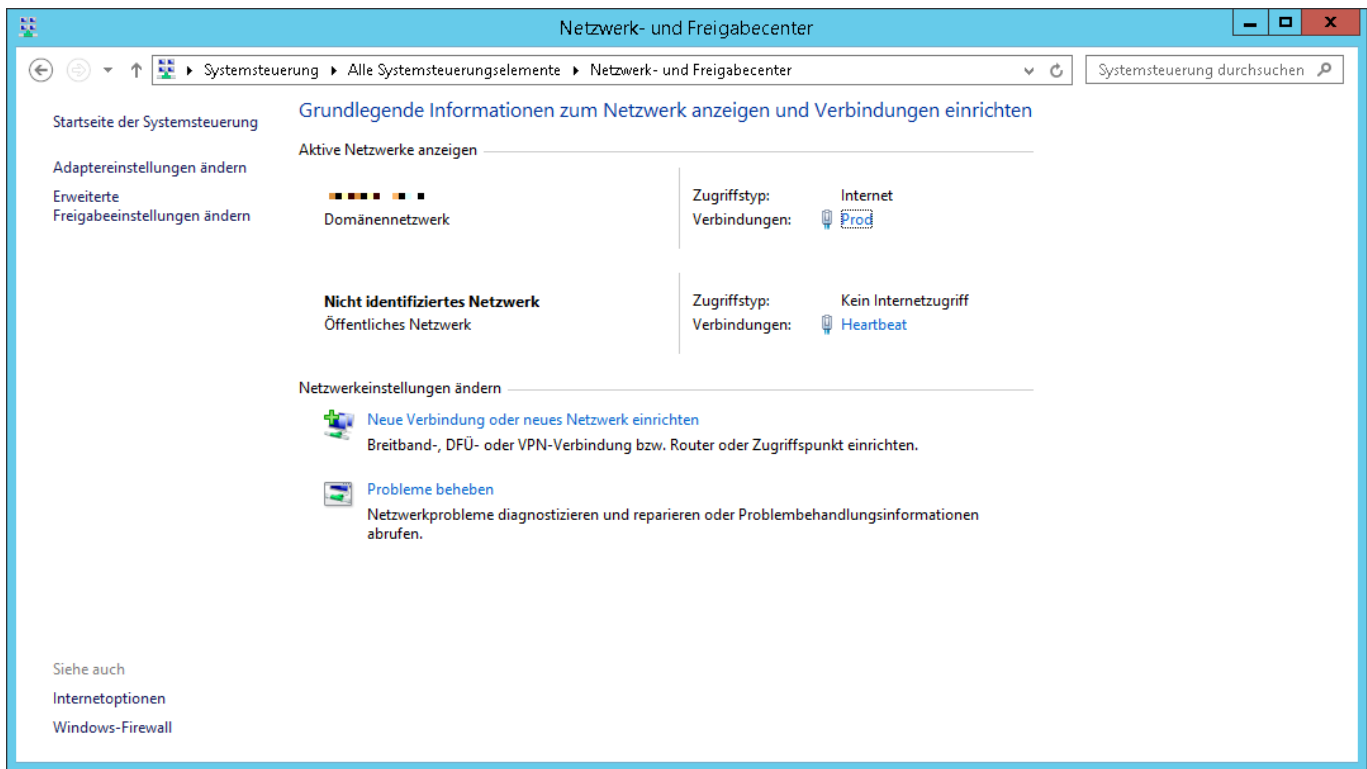 Netzwerk- und Freigabecenter
Systemsteuerung Alle Systemsteuerungselemente Netzwerk- und Freigabecenter
Systemsteuerung durchsuchen
Startseite der Systemsteuerung
Adaptereinstellungen ändern
Erweiterte
Freigabeeinstellungen ändern
Grundlegende Informationen zum Netzwerk anzeigen und Verbindungen einrichten
Aktive Netzwerke anzeigen
Domänennetzwerk
Zugriffstyp: Internet
Verbindungen: Prod
Nicht identifiziertes Netzwerk
Öffentliches Netzwerk
Zugriffstyp: Kein Internetzugriff
Verbindungen: Heartbeat
Netzwerkeinstellungen ändern
Neue Verbindung oder neues Netzwerk einrichten
Breitband-, DFÜ- oder VPN-Verbindung bzw. Router oder Zugriffspunkt einrichten.
Probleme beheben
Netzwerkprobleme diagnostizieren und reparieren oder Problembehandlungsinformationen
abrufen.
Siehe auch
Internetoptionen
Windows-Firewall